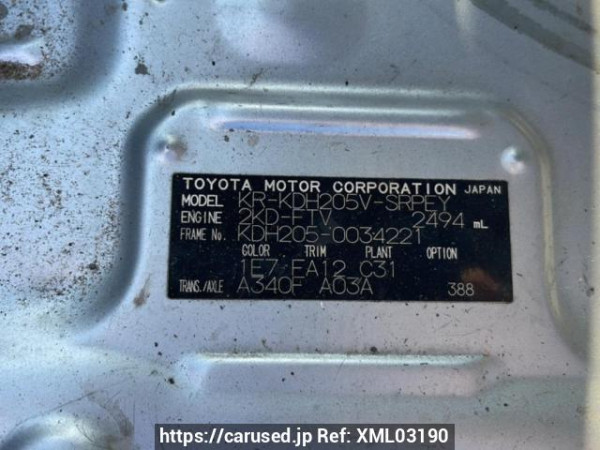 TOYOTA MOTOR CORPORATION JAPAN
MODEL KR-KDH205V-SRPEY
ENGINE 2KD-FTV 2494 mL
FRAME No. KDH205-0034221
COLOR TRIM PLANT OPTION
1E7 FA12 C31
TRANS./AXLE A340F A03A 388
https://carused.jp Ref: XML03190